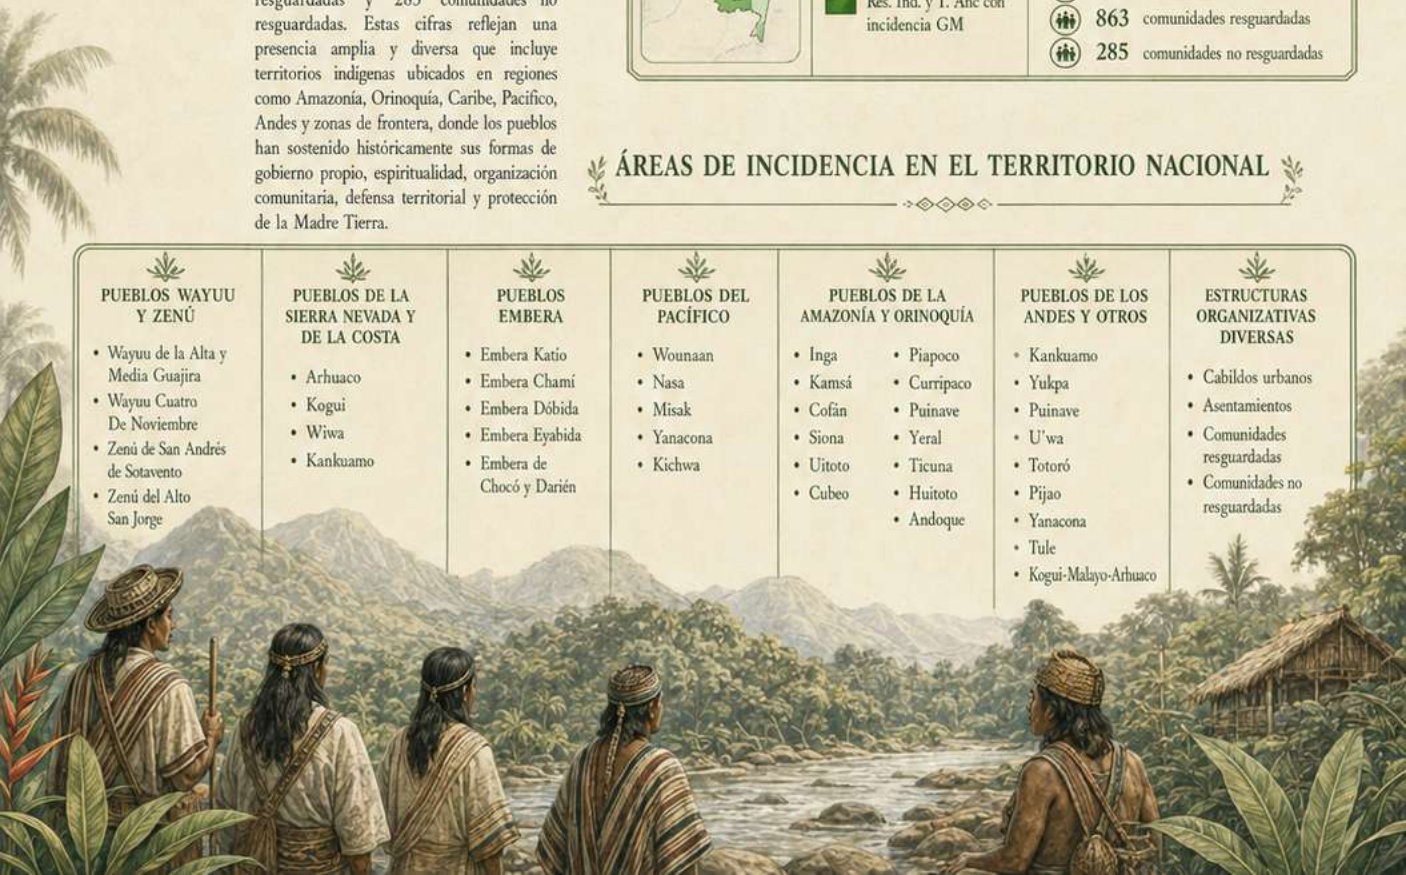 resguardadas y 285 comunidades no
resguardadas. Estas cifras reflejan una
presencia amplia y diversa que incluye
territorios indígenas ubicados en regiones
como Amazonía, Orinoquía, Caribe, Pacífico,
Andes y zonas de frontera, donde los pueblos
han sostenido históricamente sus formas de
gobierno propio, espiritualidad, organización
comunitaria, defensa territorial y protección
de la Madre Tierra.
Res. Ind. y T. Anc con
incidencia GM
863 comunidades resguardadas
285 comunidades no resguardadas
ÁREAS DE INCIDENCIA EN EL TERRITORIO NACIONAL
PUEBLOS WAYUU
Y ZENÚ
• Wayuu de la Alta y
Media Guajira
• Wayuu Cuatro
De Noviembre
• Zenú de San Andrés
de Sotavento
• Zenú del Alto
San Jorge
PUEBLOS DE LA
SIERRA NEVADA Y
DE LA COSTA
• Arhuaco
• Kogui
• Wiwa
• Kankuamo
PUEBLOS
EMBERA
• Embera Katío
• Embera Chamí
• Embera Dóbida
• Embera Eyabida
• Embera de
Chocó y Darién
PUEBLOS DEL
PACÍFICO
• Wounaan
• Nasa
• Misak
• Yanacona
• Kichwa
PUEBLOS DE LA
AMAZONÍA Y ORINOQUÍA
• Inga
• Kamsá
• Cofán
• Siona
• Uitoto
• Cubeo
• Piapoco
• Curripaco
• Puinave
• Yeral
• Ticuna
• Huitoto
• Andoque
PUEBLOS DE LOS
ANDES Y OTROS
• Kankuamo
• Yukpa
• Puinave
• U'wa
• Totoró
• Pijao
• Yanacona
• Tule
• Kogui-Malayo-Arhuaco
ESTRUCTURAS
ORGANIZATIVAS
DIVERSAS
• Cabildos urbanos
• Asentamientos
• Comunidades
resguardadas
• Comunidades no
resguardadas